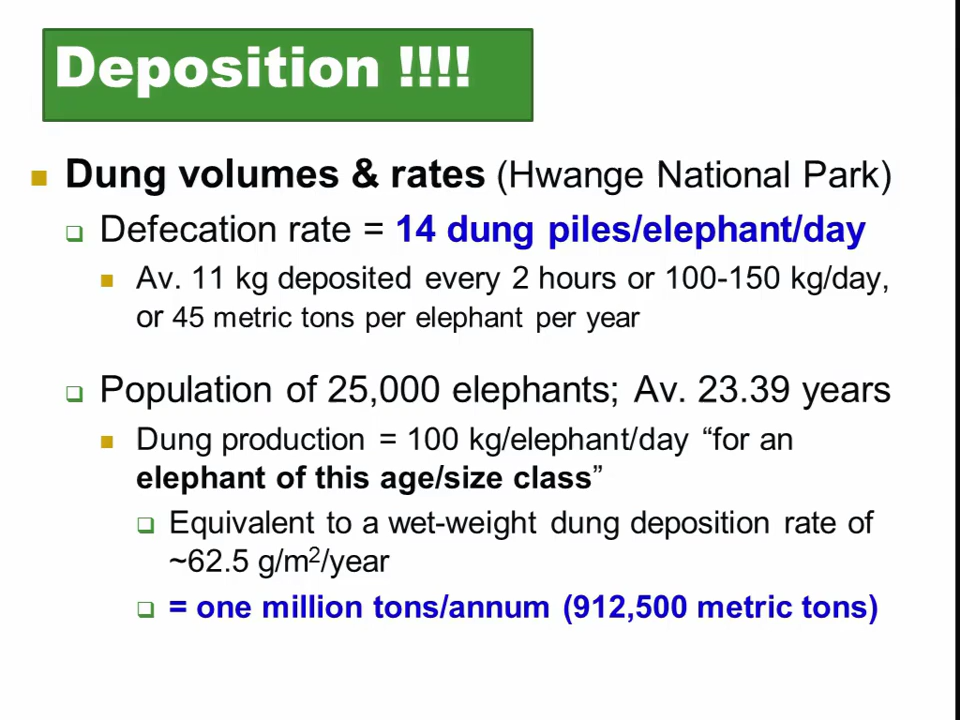 Deposition !!!!
Dung volumes & rates (Hwange National Park)
Defecation rate = 14 dung piles/elephant/day
Av. 11 kg deposited every 2 hours or 100-150 kg/day,
or 45 metric tons per elephant per year
Population of 25,000 elephants; Av. 23.39 years
Dung production = 100 kg/elephant/day “for an
elephant of this age/size class”
Equivalent to a wet-weight dung deposition rate of
~62.5 g/m²/year
= one million tons/annum (912,500 metric tons)